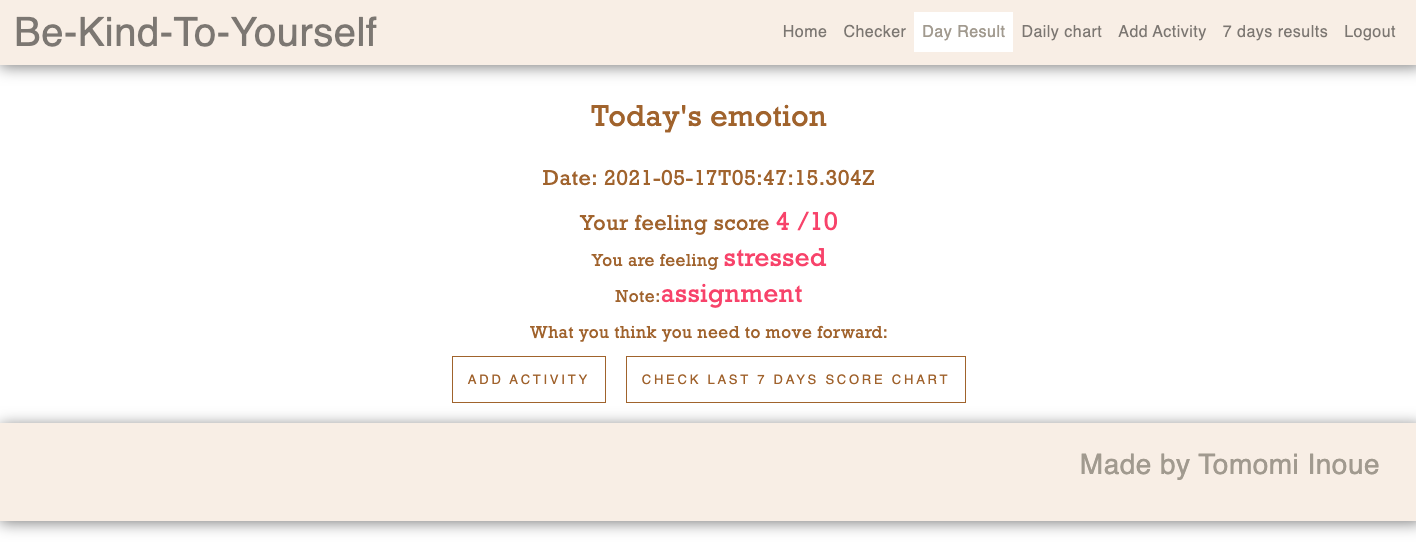 Be-Kind-To-Yourself
Home Checker Day Result Daily chart Add Activity 7 days results Logout
Today's emotion
Date: 2021-05-17T05:47:15.304Z
Your feeling score 4 /10
You are feeling stressed
Note:assignment
What you think you need to move forward:
ADD ACTIVITY CHECK LAST 7 DAYS SCORE CHART
Made by Tomomi Inoue